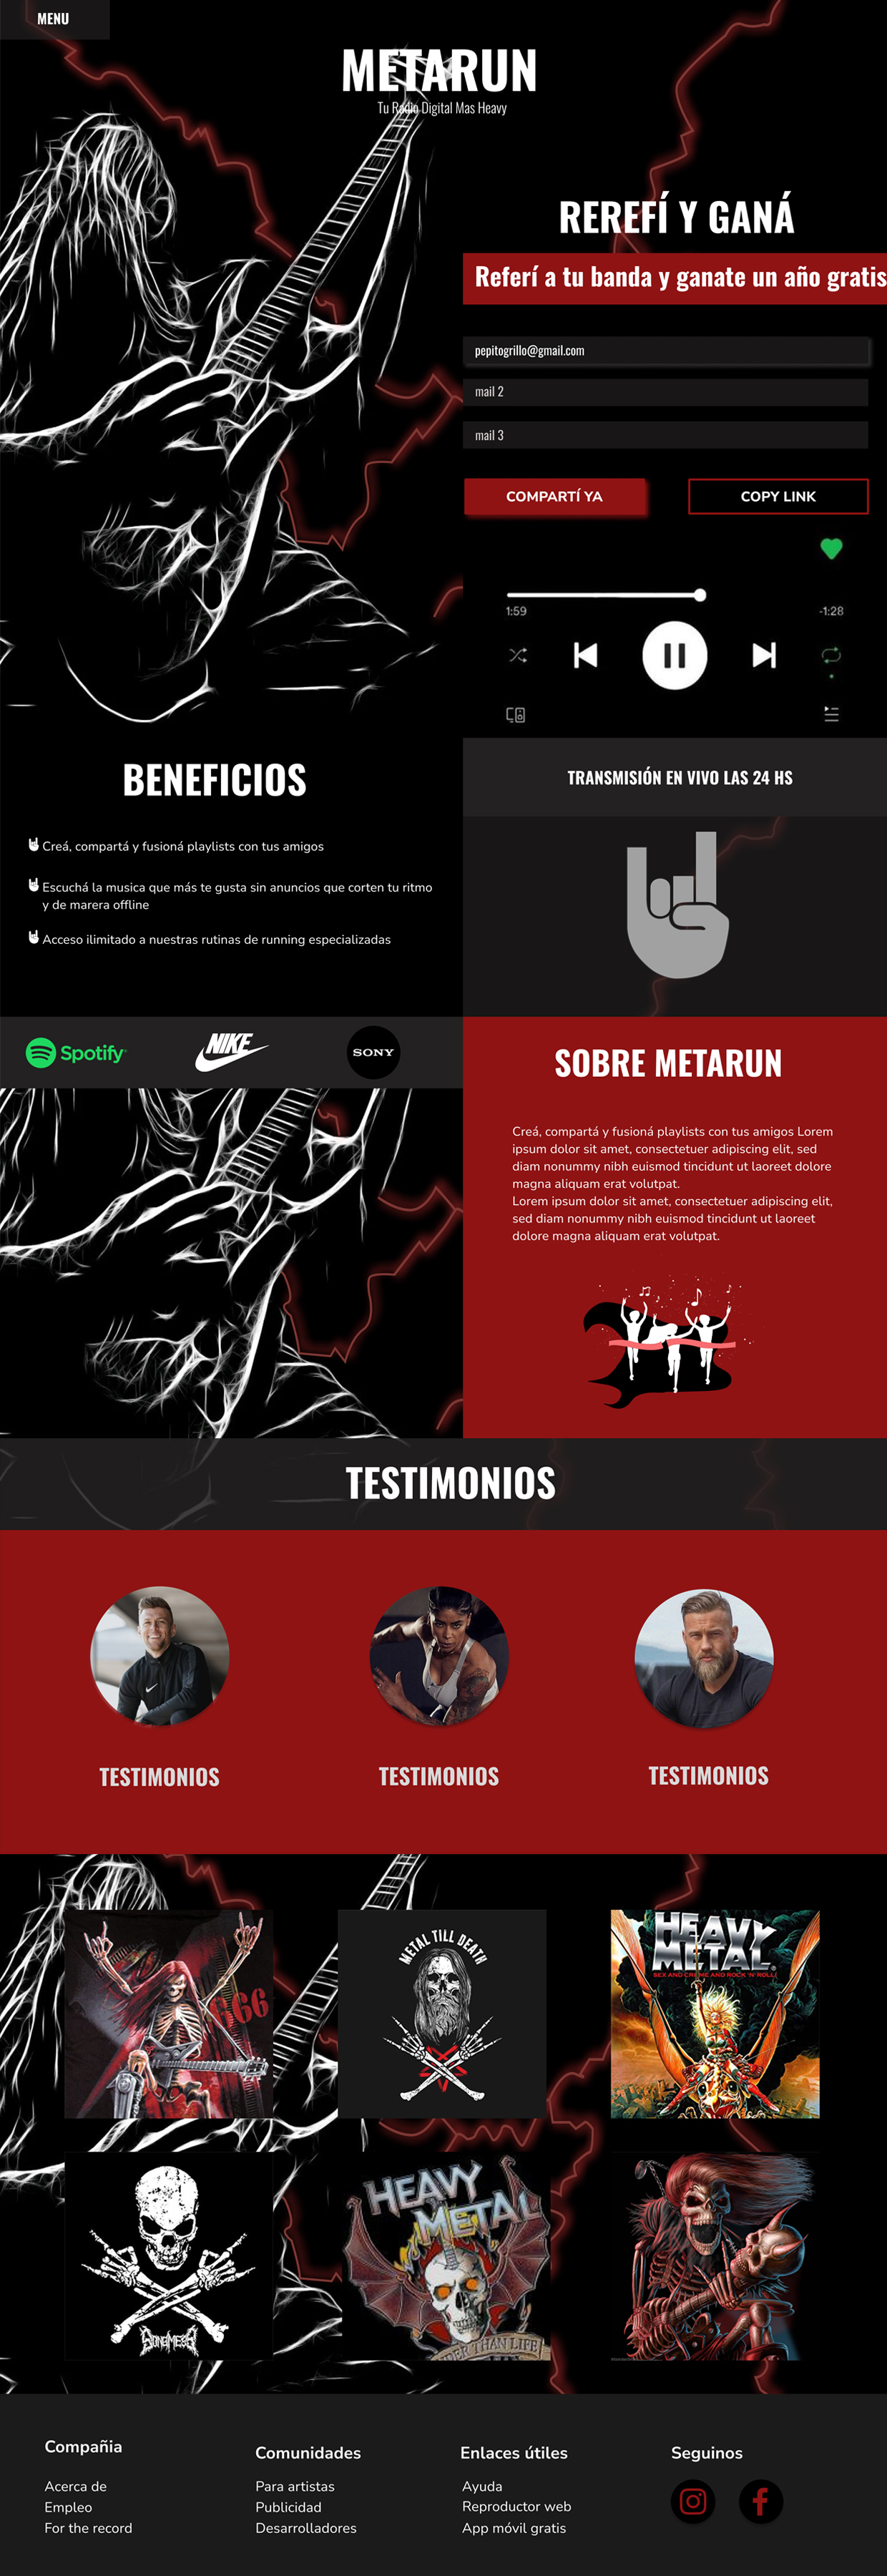 MENU
METARUN
Tu Radio Digital Mas Heavy
REREFÍ Y GANÁ
Referí a tu banda y ganate un año gratis
pepitogrillo@gmail.com
mail 2
mail 3
COMPARTÍ YA
COPY LINK
1:59
-1:28
BENEFICIOS
Creá, compartá y fusioná playlists con tus amigos
Escuchá la musica que más te gusta sin anuncios que corten tu ritmo
y de marera offline
Acceso ilimitado a nuestras rutinas de running especializadas
TRANSMISIÓN EN VIVO LAS 24 HS
Spotify
NIKE
SONY
SOBRE METARUN
Creá, compartá y fusioná playlists con tus amigos Lorem
ipsum dolor sit amet, consectetuer adipiscing elit, sed
diam nonummy nibh euismod tincidunt ut laoreet dolore
magna aliquam erat volutpat.
Lorem ipsum dolor sit amet, consectetuer adipiscing elit,
sed diam nonummy nibh euismod tincidunt ut laoreet
dolore magna aliquam erat volutpat.
TESTIMONIOS
TESTIMONIOS
TESTIMONIOS
TESTIMONIOS
666
METAL TILL DEATH
HEAVY
METAL
SEX AND CRIME AND ROCK 'N' ROLL!
HEAVY
METAL
THAN LIFE
Compañia
Acerca de
Empleo
For the record
Comunidades
Para artistas
Publicidad
Desarrolladores
Enlaces útiles
Ayuda
Reproductor web
App móvil gratis
Seguinos